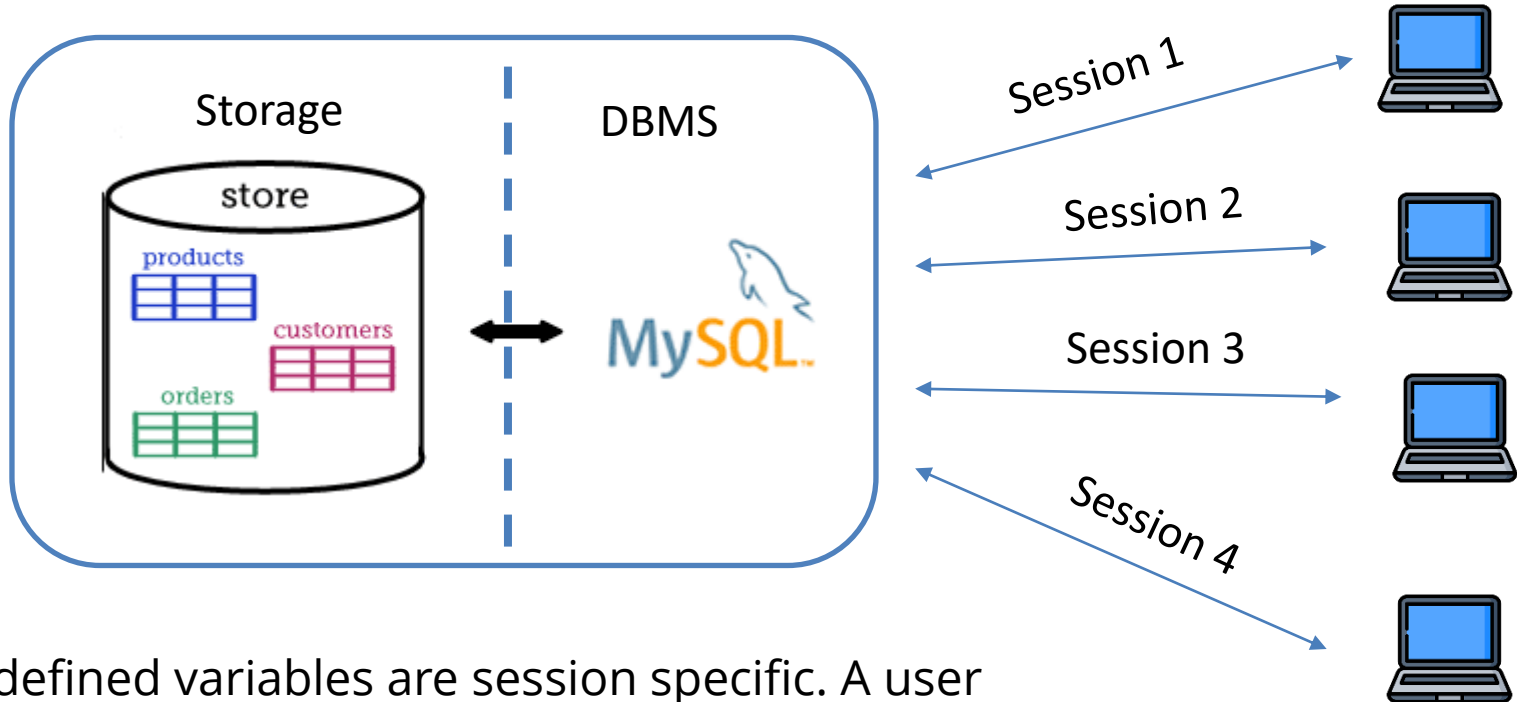 Storage
DBMS
store
products
customers
orders
MySQL™
Session 1
Session 2
Session 3
Session 4
defined variables are session specific. A user